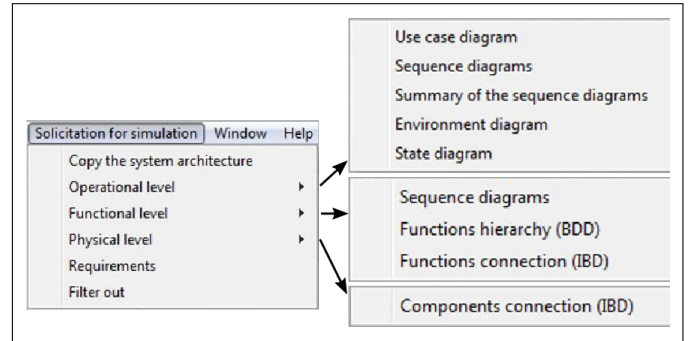 Solicitation for simulation Window Help
Copy the system architecture
Operational level
Functional level
Physical level
Requirements
Filter out
Use case diagram
Sequence diagrams
Summary of the sequence diagrams
Environment diagram
State diagram
Sequence diagrams
Functions hierarchy (BDD)
Functions connection (IBD)
Components connection (IBD)